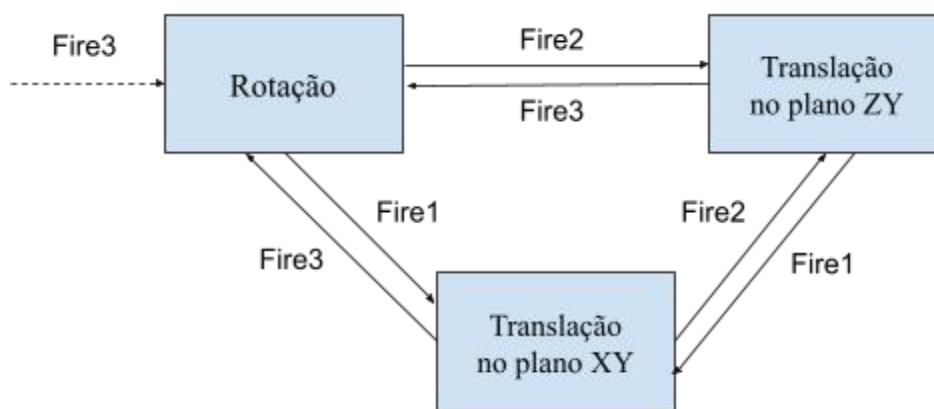 Fire3
Rotação
Fire2
Fire3
Translação
no plano ZY
Fire1
Fire3
Fire2
Fire1
Translação
no plano XY